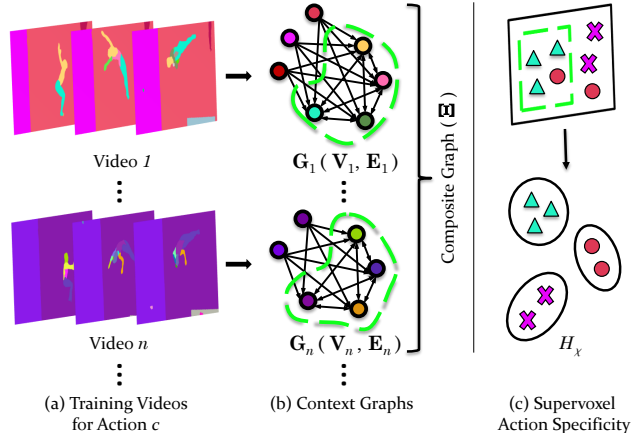 Video 1
G₁ ( V₁, E₁ )
Composite Graph (Ξ)
Video n
Gₙ ( Vₙ, Eₙ )
Hχ
(a) Training Videos
for Action c
(b) Context Graphs
(c) Supervoxel
Action Specificity